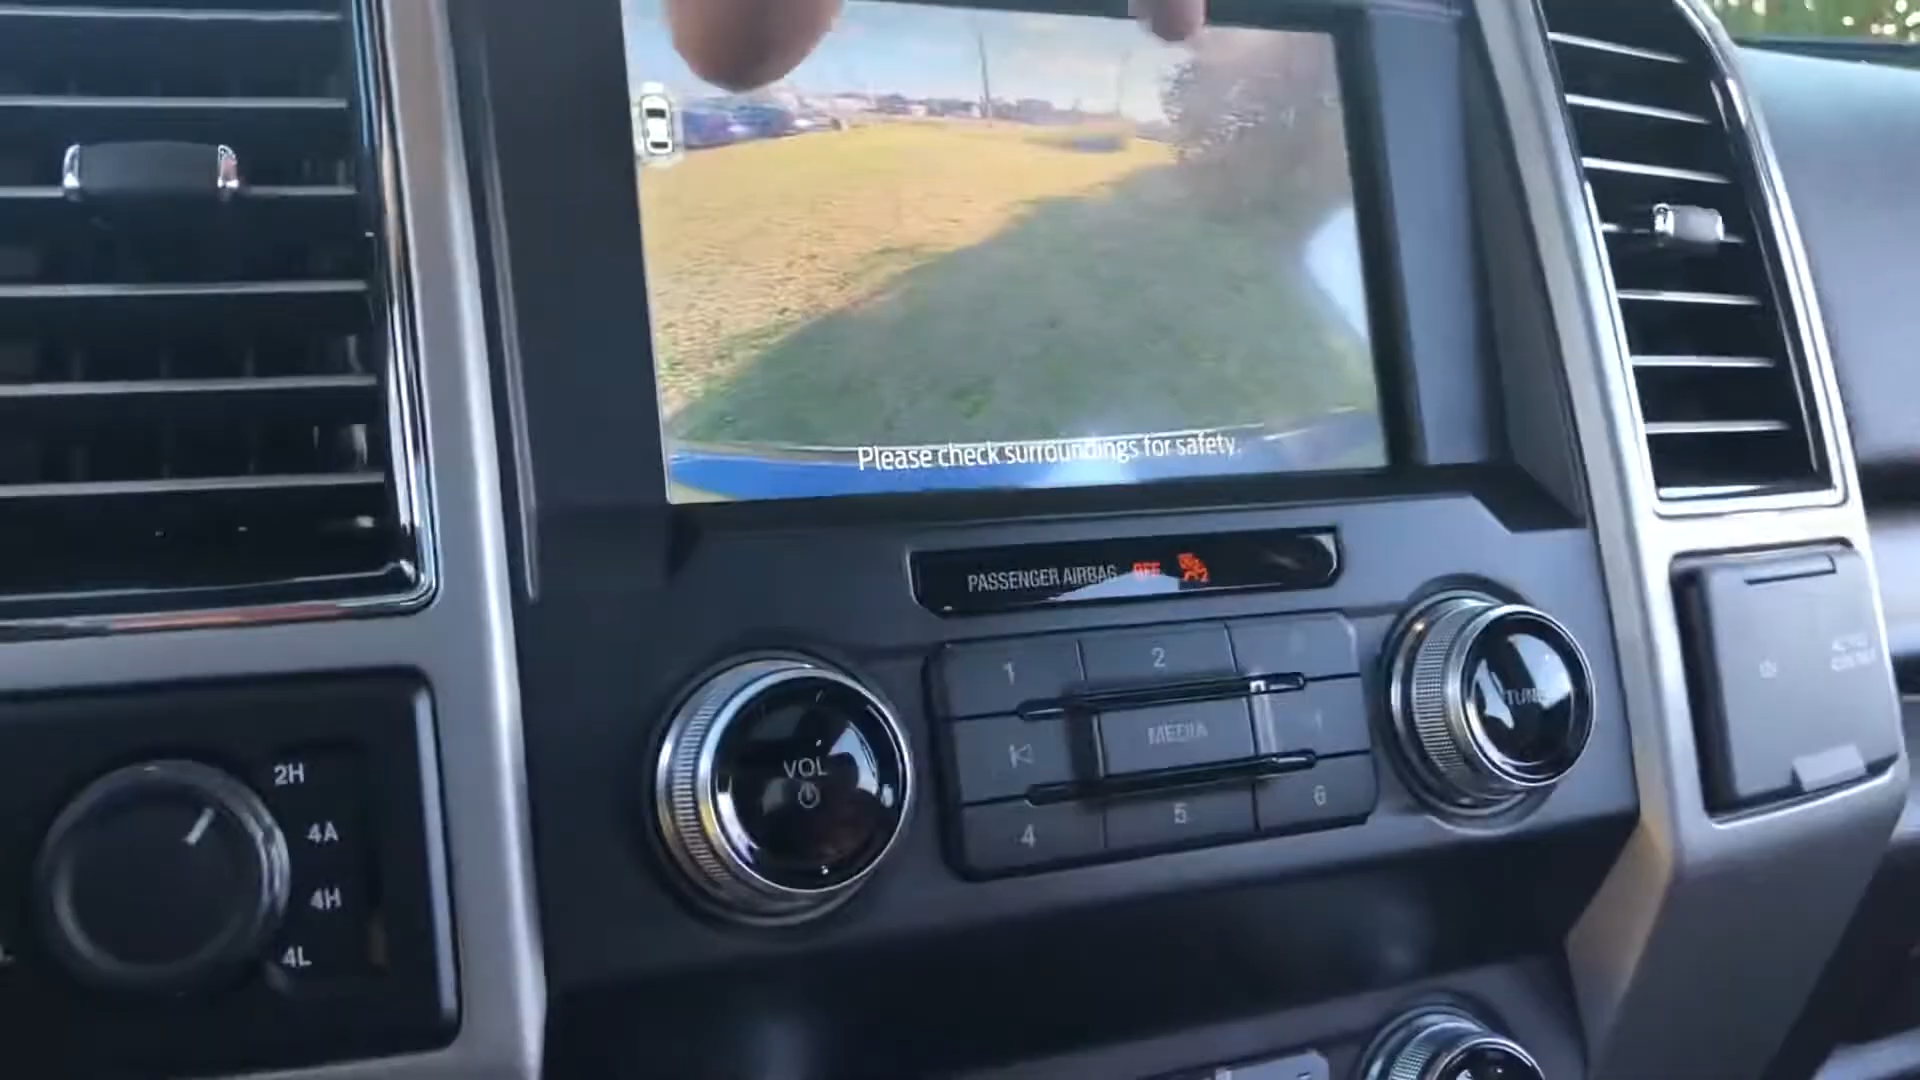 Please check surroundings for safety.
PASSENGER AIRBAG OFF
1
2
MEDIA
4
5
6
VOL
TUNE
2H
4A
4H
4L